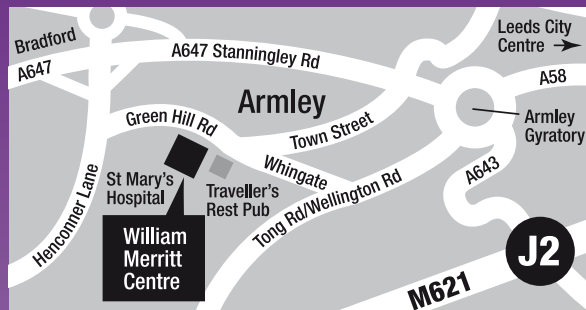 Bradford
A647
A647 Stanningley Rd
Leeds City
Centre
A58
Armley
Green Hill Rd
Town Street
Armley
Gyratory
Whingate
A643
St Mary's
Hospital
Traveller's
Rest Pub
Tong Rd/Wellington Rd
Henconner Lane
William
Merritt
Centre
J2
M621